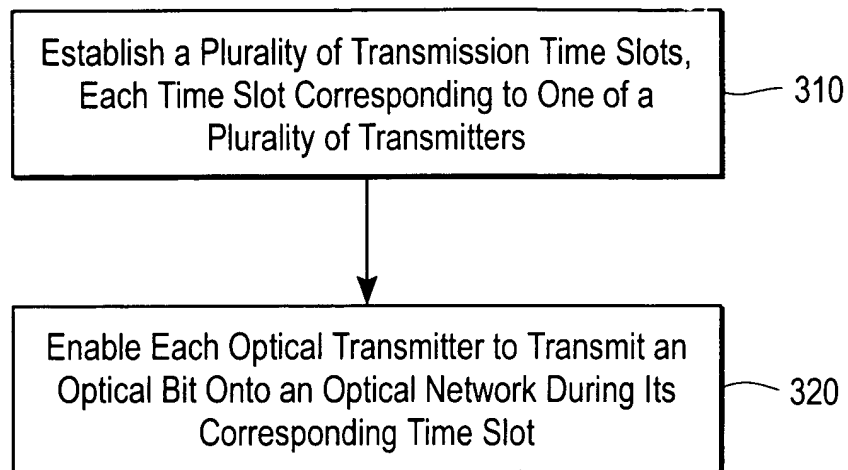 Establish a Plurality of Transmission Time Slots,
Each Time Slot Corresponding to One of a
Plurality of Transmitters
310
Enable Each Optical Transmitter to Transmit an
Optical Bit Onto an Optical Network During Its
Corresponding Time Slot
320